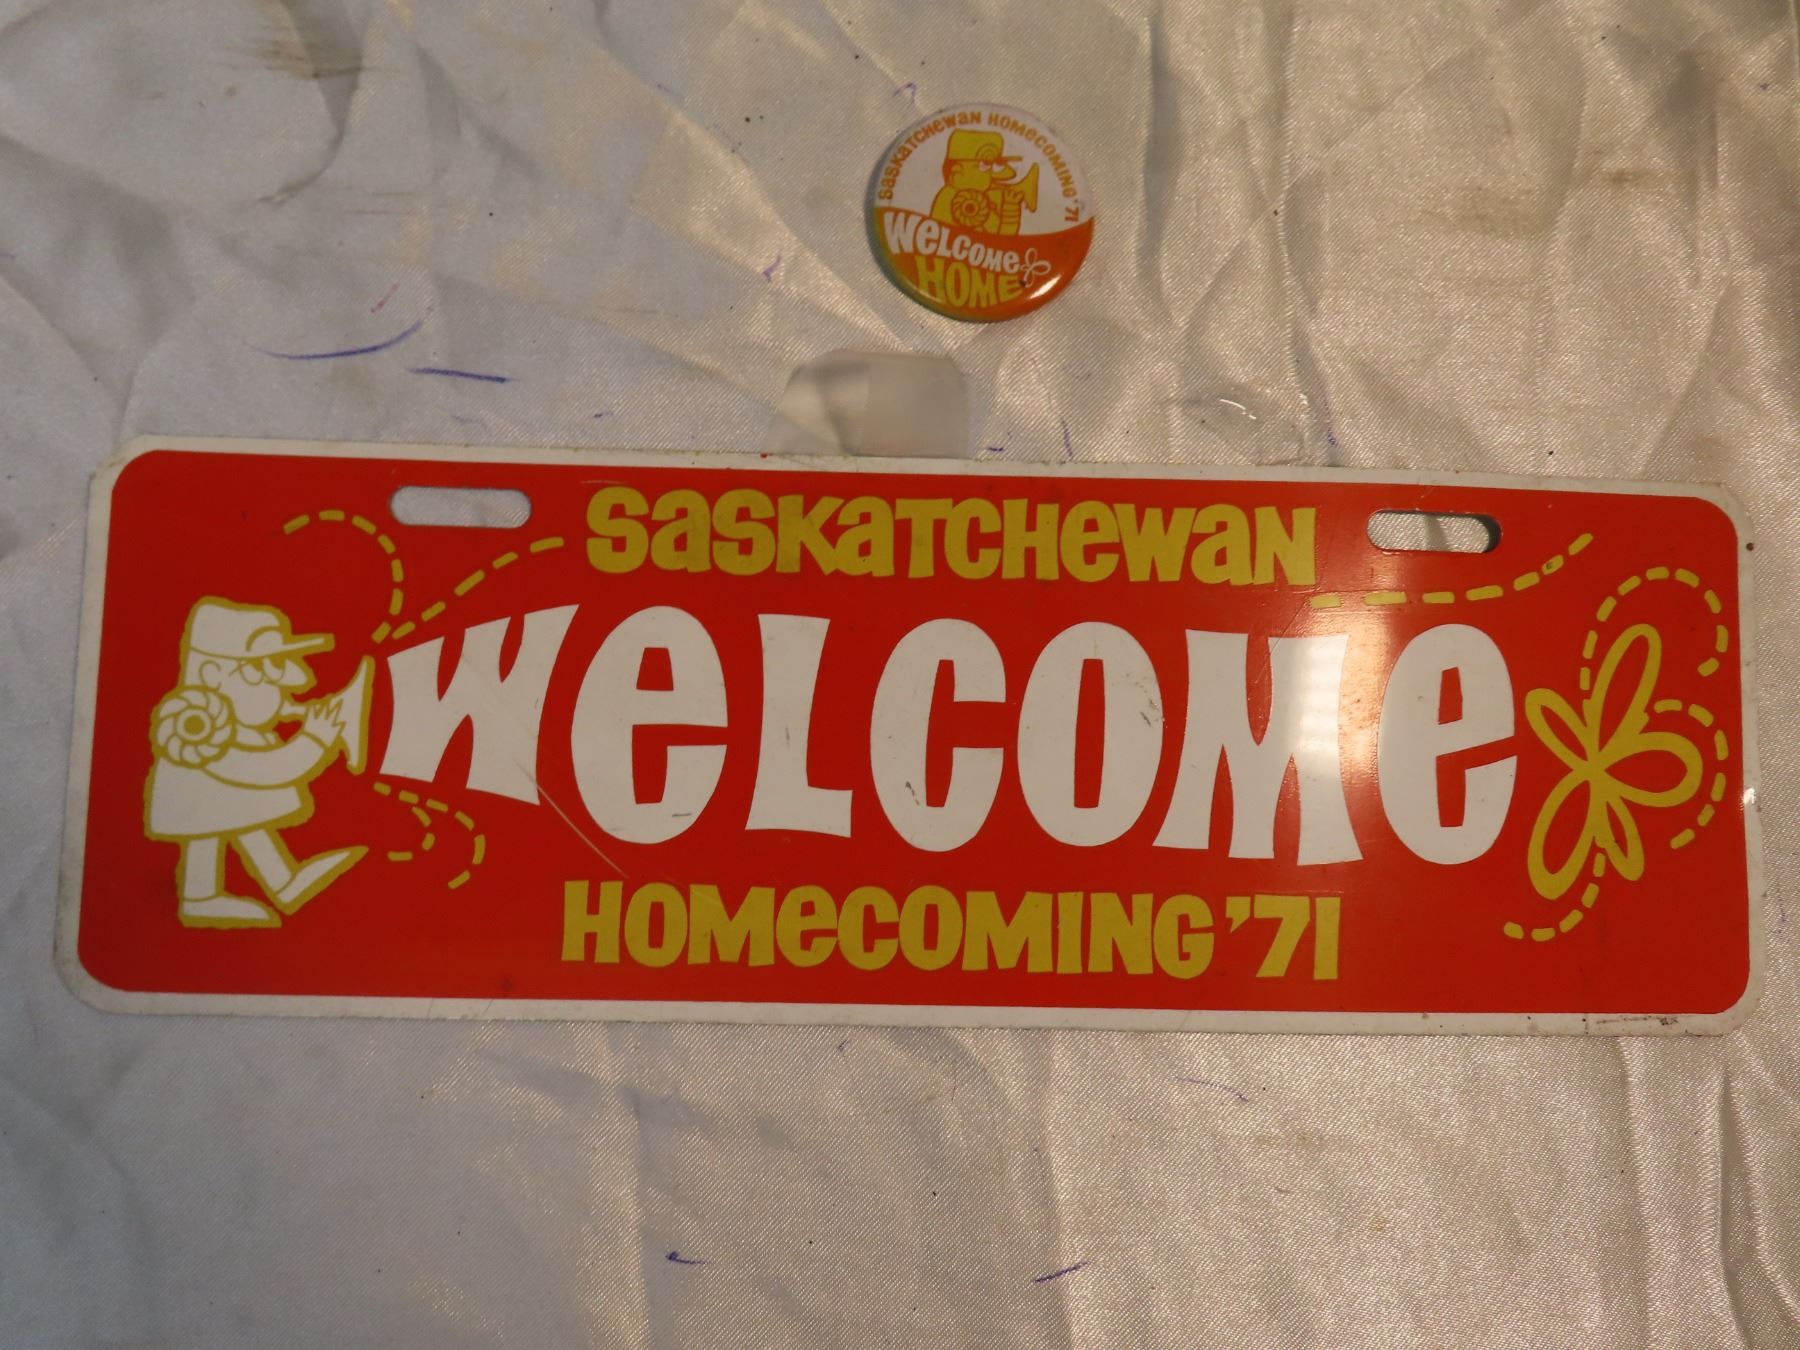 Saskatchewan Homecoming '71
Welcome
Home
Saskatchewan
Welcome
Homecoming '71